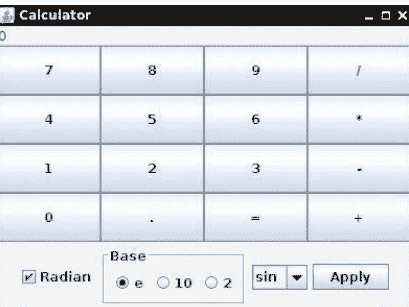 Calculator
0
7 8 9 /
4 5 6 *
1 2 3 -
0 . = +
Base
Radian e 10 2 sin Apply